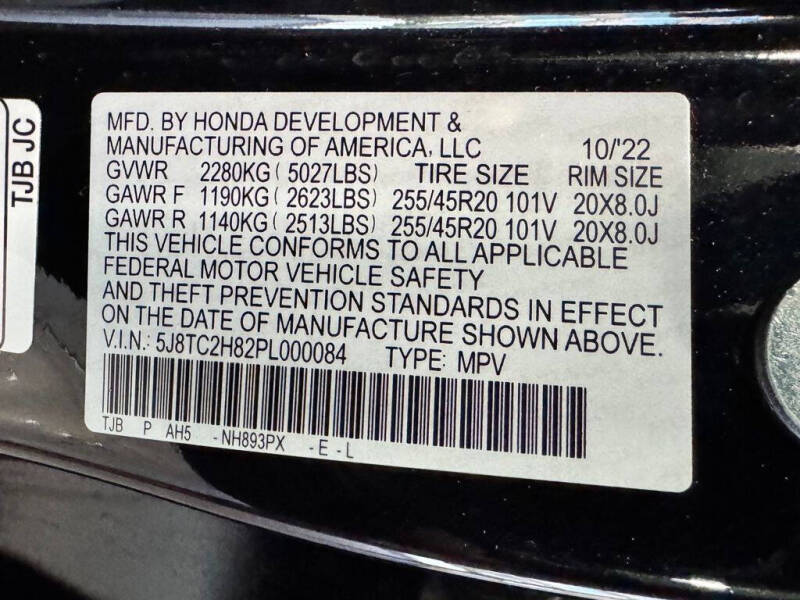 TJB JC
MFD. BY HONDA DEVELOPMENT &
MANUFACTURING OF AMERICA, LLC 10/'22
GVWR 2280KG ( 5027LBS) TIRE SIZE RIM SIZE
GAWR F 1190KG ( 2623LBS) 255/45R20 101V 20X8.0J
GAWR R 1140KG ( 2513LBS) 255/45R20 101V 20X8.0J
THIS VEHICLE CONFORMS TO ALL APPLICABLE
FEDERAL MOTOR VEHICLE SAFETY
AND THEFT PREVENTION STANDARDS IN EFFECT
ON THE DATE OF MANUFACTURE SHOWN ABOVE.
V.I.N.: 5J8TC2H82PL000084 TYPE: MPV
TJB P AH5 -NH893PX -E -L